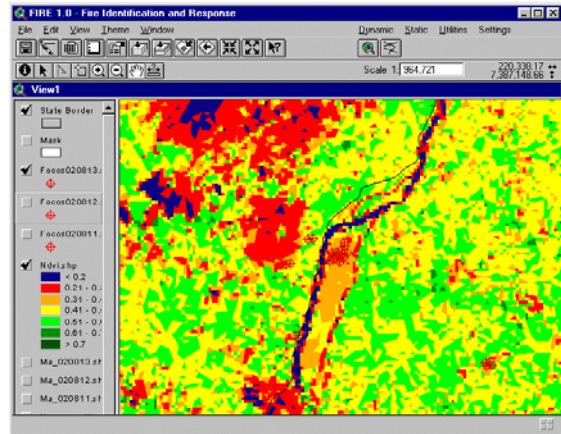 FIRE 1.0 - Fire Identification and Response
File Edit View Theme Window Dynamic Static Utilities Settings
Scale 1: 964,721 220,338.17
7,387,148.66
View1
State Border
Mask
Focos020813.s
Focos020812.s
Focos020811.s
Ndvi.shp
< 0.2
0.21 - 0.
0.31 - 0.
0.41 - 0.
0.51 - 0.
0.61 - 0.
> 0.7
Ma_020813.sh
Ma_020812.sh
Ma_020811.sh